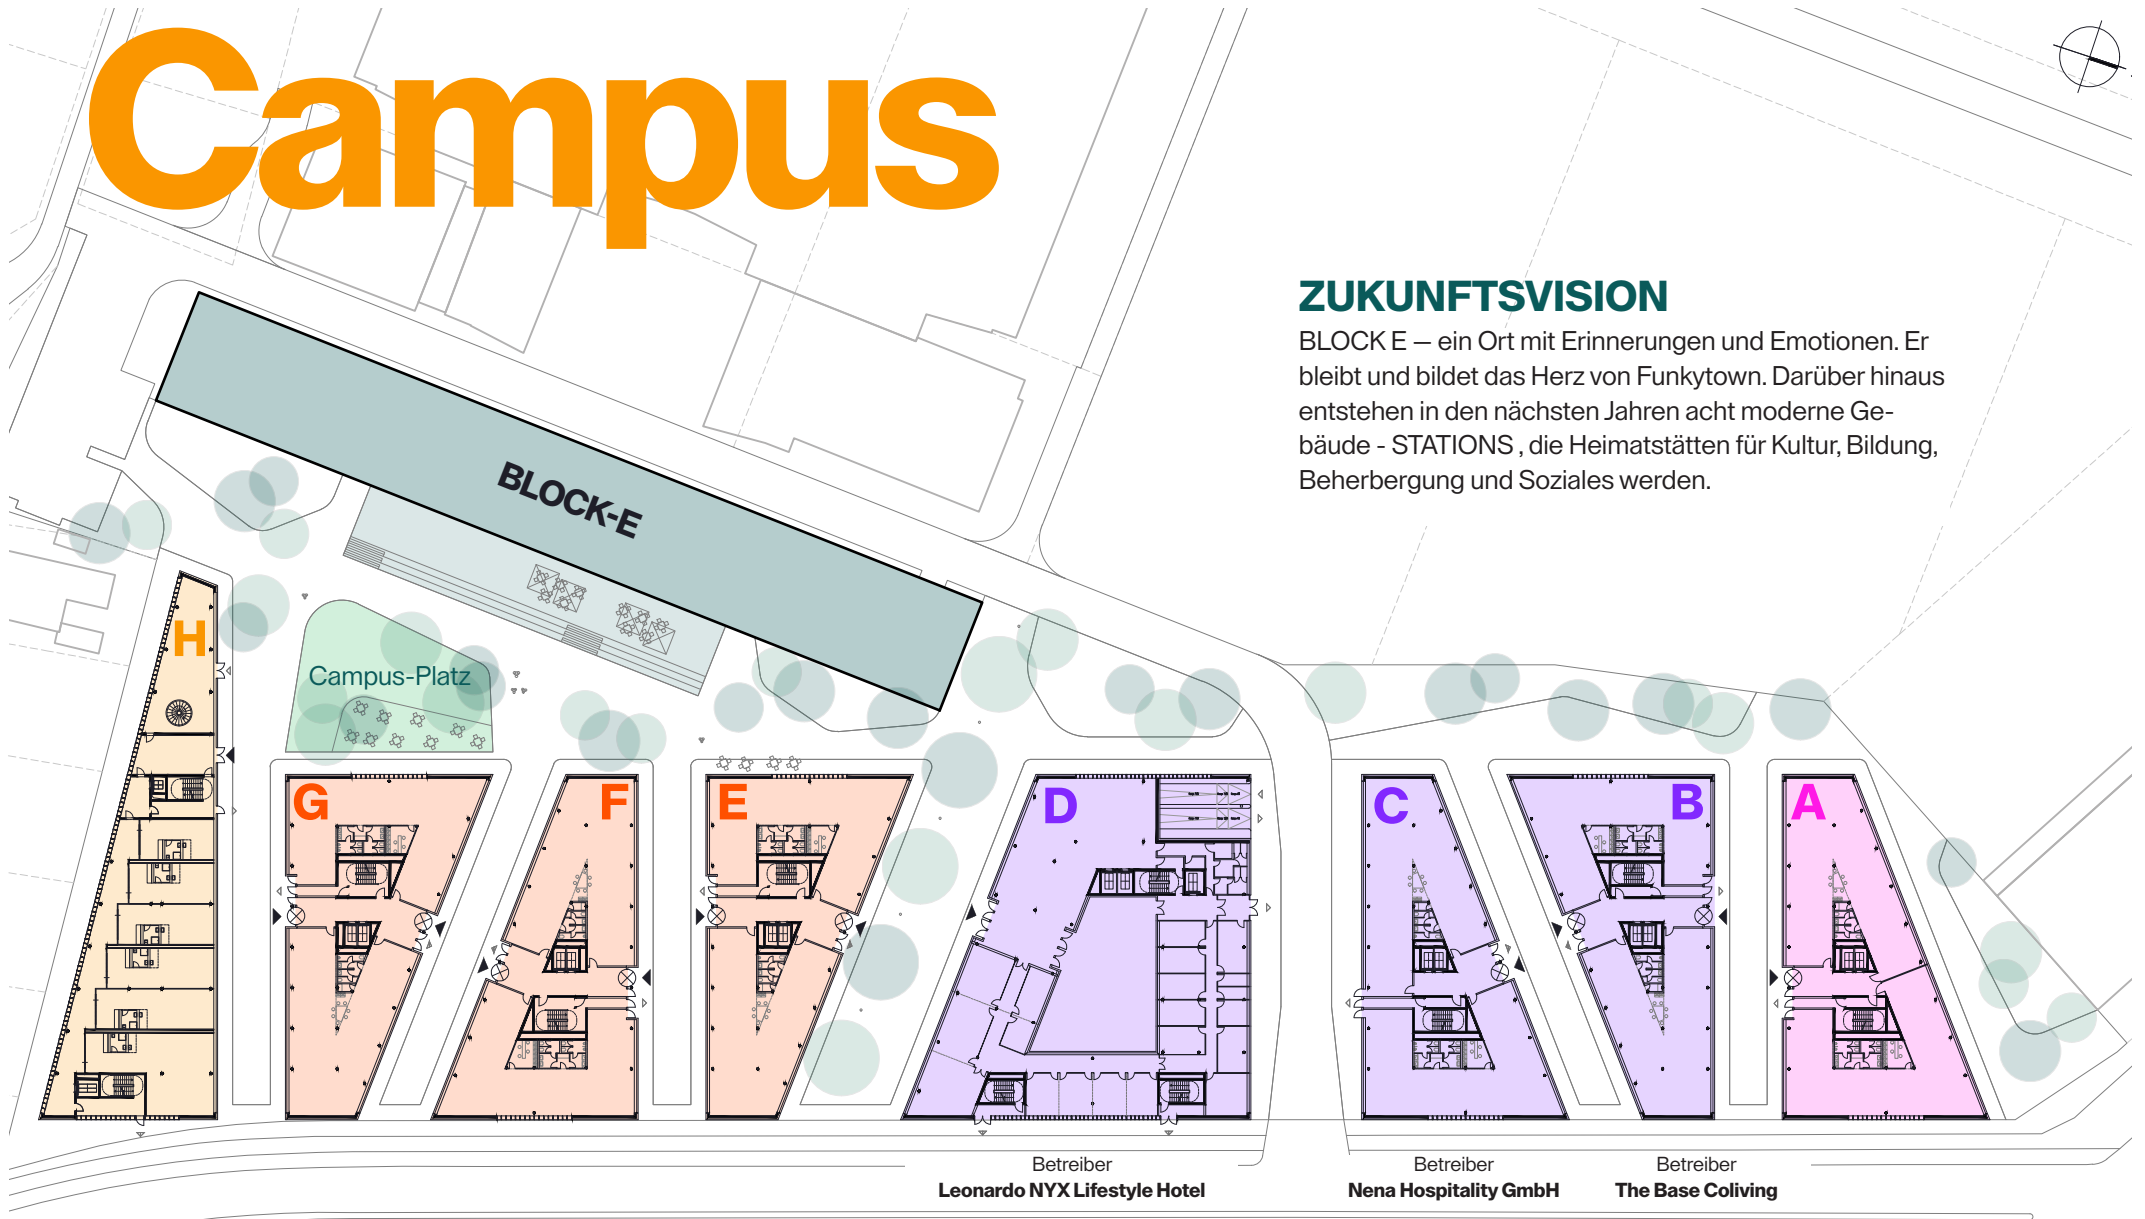 Campus
ZUKUNFTSVISION
BLOCK E — ein Ort mit Erinnerungen und Emotionen. Er
bleibt und bildet das Herz von Funkytown. Darüber hinaus
entstehen in den nächsten Jahren acht moderne Ge-
bäude - STATIONS , die Heimatstätten für Kultur, Bildung,
Beherbergung und Soziales werden.
BLOCK-E
Campus-Platz
H
G
F
E
D
C
B
A
Betreiber
Leonardo NYX Lifestyle Hotel
Betreiber
Nena Hospitality GmbH
Betreiber
The Base Coliving